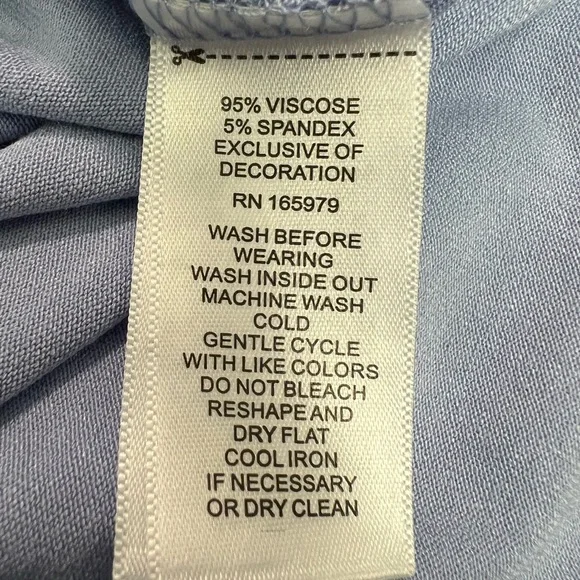 95% VISCOSE
5% SPANDEX
EXCLUSIVE OF
DECORATION
RN 165979
WASH BEFORE
WEARING
WASH INSIDE OUT
MACHINE WASH
COLD
GENTLE CYCLE
WITH LIKE COLORS
DO NOT BLEACH
RESHAPE AND
DRY FLAT
COOL IRON
IF NECESSARY
OR DRY CLEAN